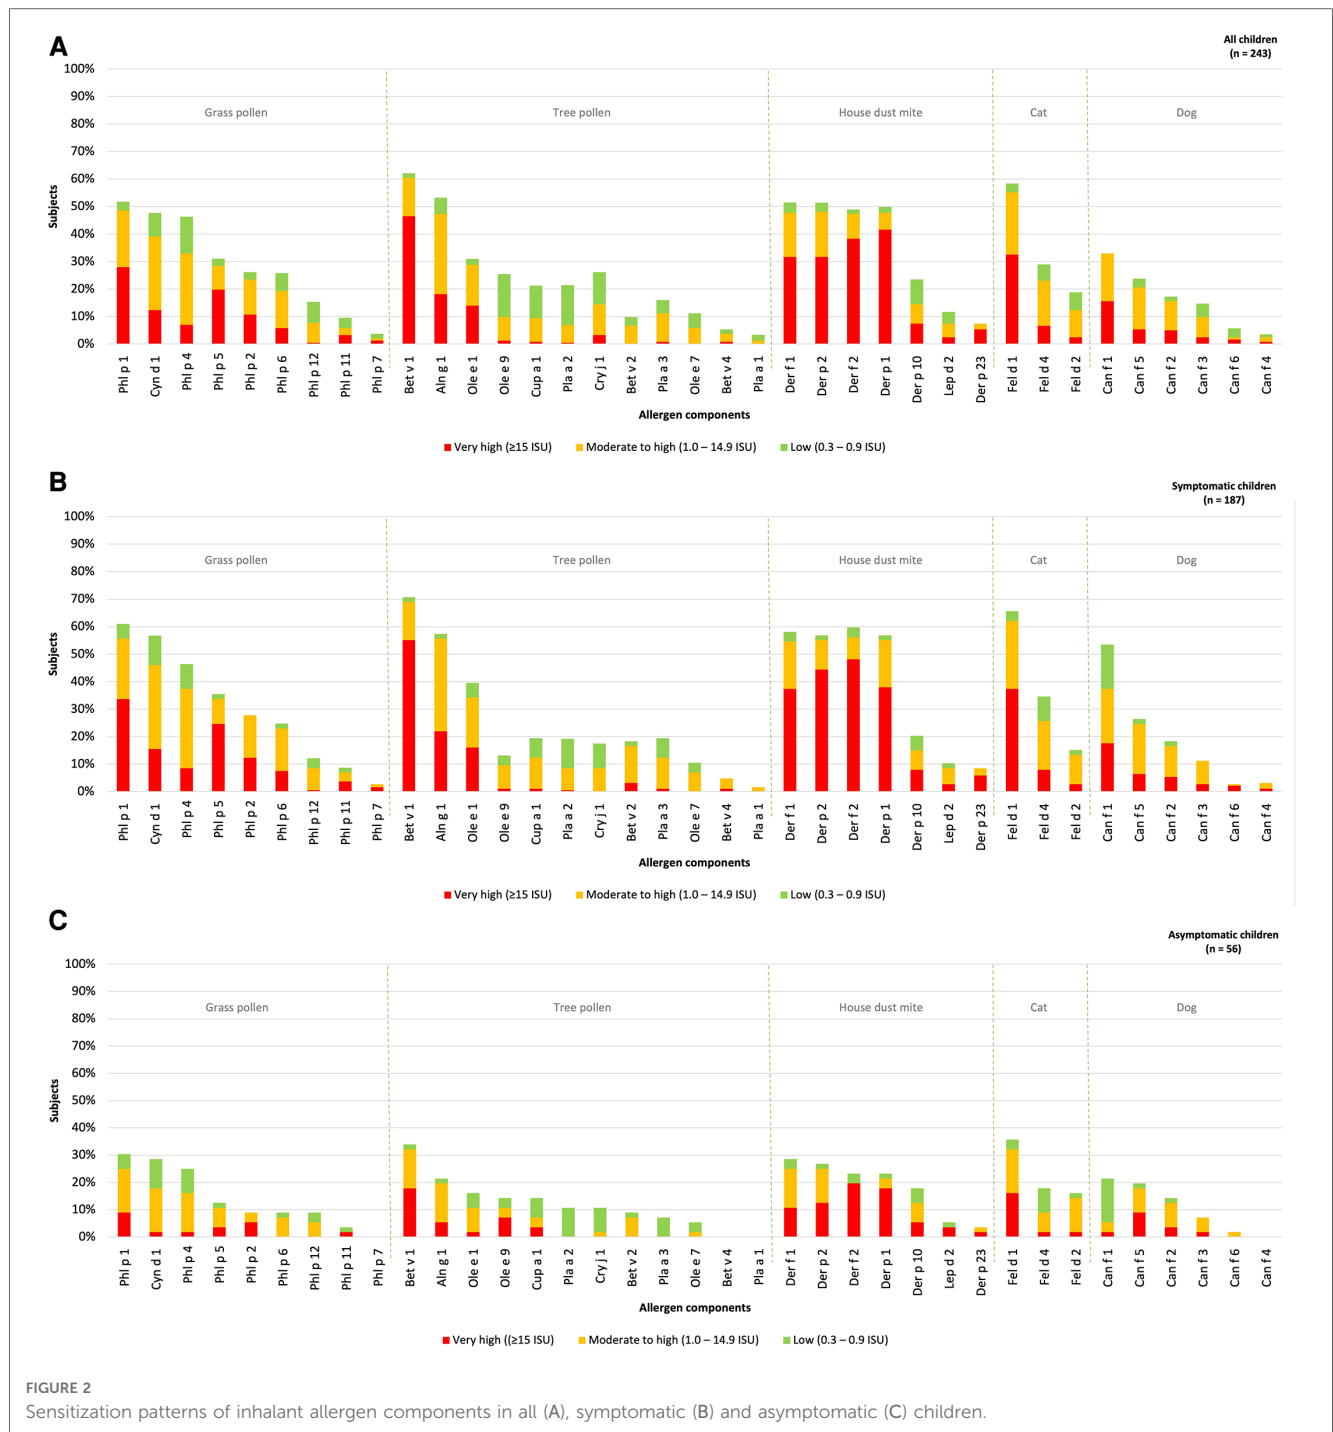 A
All children
(n = 243)
100%
90%
80%
70%
60%
50%
40%
30%
20%
10%
0%
Subjects
Grass pollen
Tree pollen
House dust mite
Cat
Dog
Phl p 1
Cyn d 1
Phl p 4
Phl p 5
Phl p 2
Phl p 6
Phl p 12
Phl p 11
Phl p 7
Bet v 1
Aln g 1
Ole e 1
Ole e 9
Cup a 1
Pla a 2
Cry j 1
Bet v 2
Pla a 3
Ole e 7
Bet v 4
Pla a 1
Der f 1
Der p 2
Der f 2
Der p 1
Der p 10
Lep d 2
Der p 23
Fel d 1
Fel d 4
Fel d 2
Can f 1
Can f 5
Can f 2
Can f 3
Can f 6
Can f 4
Allergen components
Very high (≥15 ISU)
Moderate to high (1.0 – 14.9 ISU)
Low (0.3 – 0.9 ISU)
B
Symptomatic children
(n = 187)
100%
90%
80%
70%
60%
50%
40%
30%
20%
10%
0%
Subjects
Grass pollen
Tree pollen
House dust mite
Cat
Dog
Phl p 1
Cyn d 1
Phl p 4
Phl p 5
Phl p 2
Phl p 6
Phl p 12
Phl p 11
Phl p 7
Bet v 1
Aln g 1
Ole e 1
Ole e 9
Cup a 1
Pla a 2
Cry j 1
Bet v 2
Pla a 3
Ole e 7
Bet v 4
Pla a 1
Der f 1
Der p 2
Der f 2
Der p 1
Der p 10
Lep d 2
Der p 23
Fel d 1
Fel d 4
Fel d 2
Can f 1
Can f 5
Can f 2
Can f 3
Can f 6
Can f 4
Allergen components
Very high (≥15 ISU)
Moderate to high (1.0 – 14.9 ISU)
Low (0.3 – 0.9 ISU)
C
Asymptomatic children
(n = 56)
100%
90%
80%
70%
60%
50%
40%
30%
20%
10%
0%
Subjects
Grass pollen
Tree pollen
House dust mite
Cat
Dog
Phl p 1
Cyn d 1
Phl p 4
Phl p 5
Phl p 2
Phl p 6
Phl p 12
Phl p 11
Phl p 7
Bet v 1
Aln g 1
Ole e 1
Ole e 9
Cup a 1
Pla a 2
Cry j 1
Bet v 2
Pla a 3
Ole e 7
Bet v 4
Pla a 1
Der f 1
Der p 2
Der f 2
Der p 1
Der p 10
Lep d 2
Der p 23
Fel d 1
Fel d 4
Fel d 2
Can f 1
Can f 5
Can f 2
Can f 3
Can f 6
Can f 4
Allergen components
Very high ((≥15 ISU)
Moderate to high (1.0 – 14.9 ISU)
Low (0.3 – 0.9 ISU)
FIGURE 2
Sensitization patterns of inhalant allergen components in all (A), symptomatic (B) and asymptomatic (C) children.